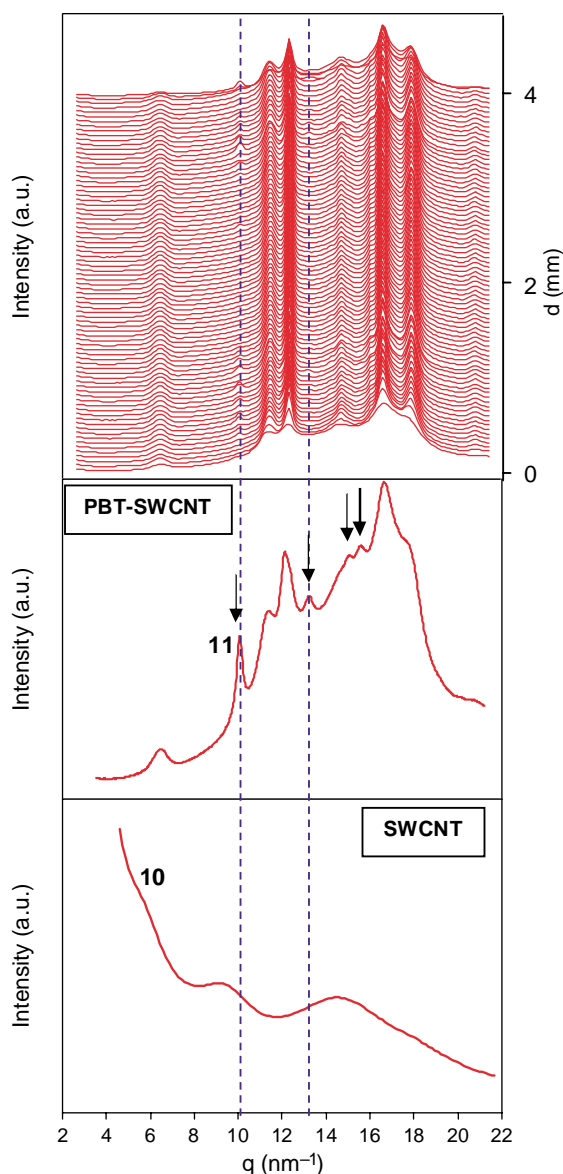 Intensity (a.u.)
4
2
0
d (mm)
PBT-SWCNT
11
Intensity (a.u.)
SWCNT
10
Intensity (a.u.)
2 4 6 8 10 12 14 16 18 20 22
q (nm–1)